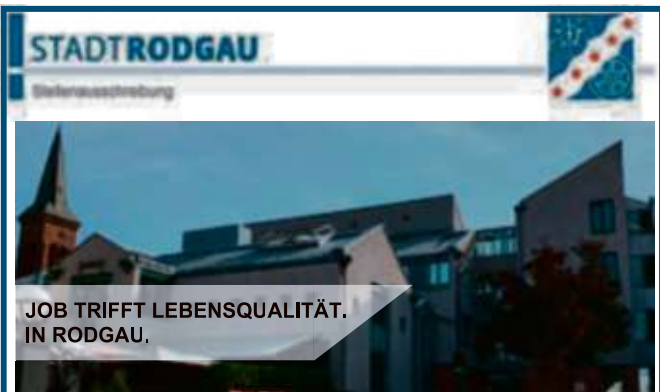 STADTRODGAU
Stellenausschreibung
JOB TRIFFT LEBENSQUALITÄT.
IN RODGAU.